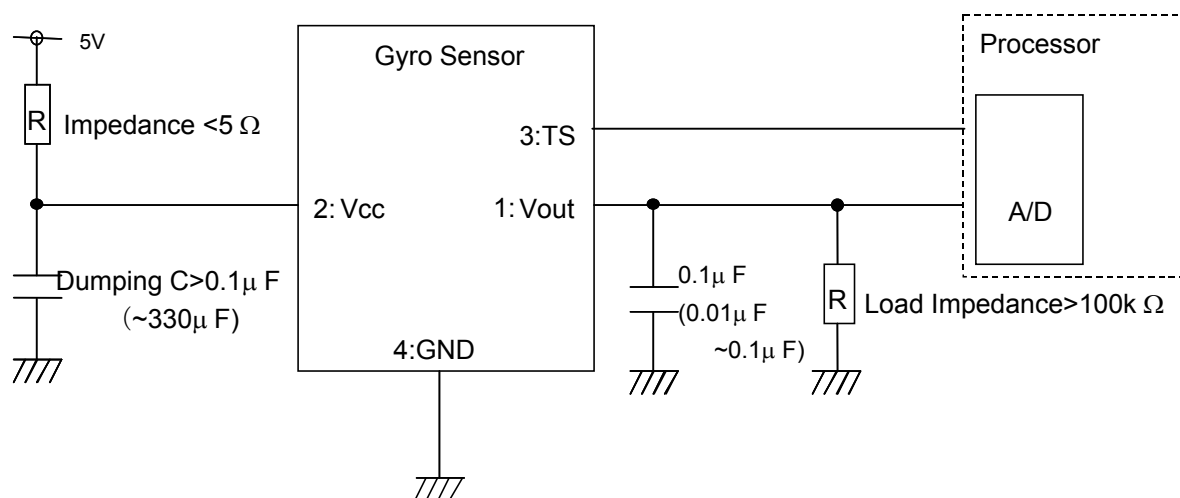 5V
R
Impedance <5 Ω
Dumping C>0.1μ F
（~330μ F)
Gyro Sensor
3:TS
2: Vcc
1: Vout
4:GND
0.1μ F
(0.01μ F
~0.1μ F)
R
Load Impedance>100k Ω
Processor
A/D